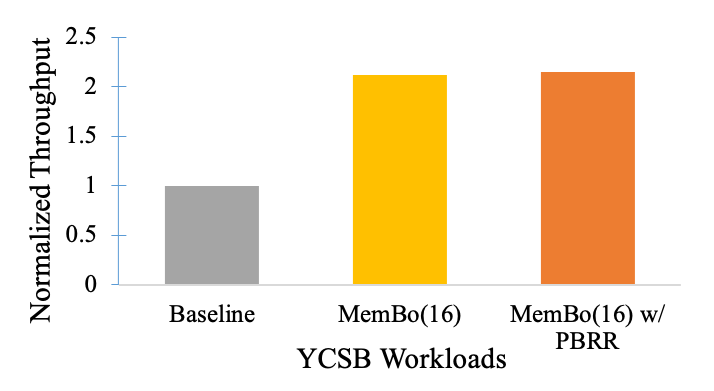 Normalized Throughput
2.5
2
1.5
1
0.5
0
Baseline
MemBo(16)
MemBo(16) w/
PBRR
YCSB Workloads